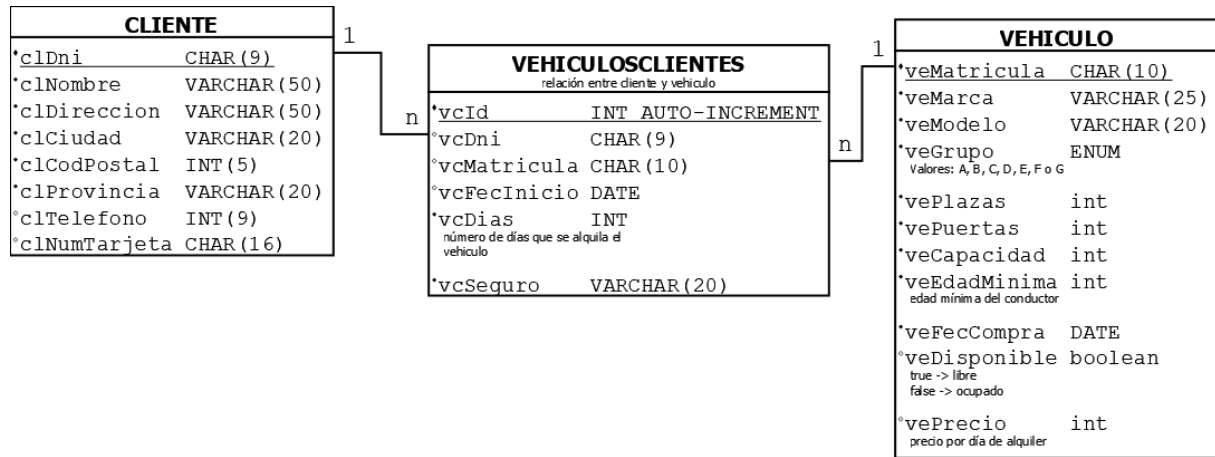 CLIENTE
clDni CHAR(9)
clNombre VARCHAR(50)
clDireccion VARCHAR(50)
clCiudad VARCHAR(20)
clCodPostal INT(5)
clProvincia VARCHAR(20)
clTelefono INT(9)
clNumTarjeta CHAR(16)
1
n
VEHICULOSCLIENTES
relación entre cliente y vehiculo
vcId INT AUTO-INCREMENT
vcDni CHAR(9)
vcMatricula CHAR(10)
vcFecInicio DATE
vcDias INT
número de días que se alquila el
vehiculo
vcSeguro VARCHAR(20)
n
1
VEHICULO
veMatricula CHAR(10)
veMarca VARCHAR(25)
veModelo VARCHAR(20)
veGrupo ENUM
Valores: A, B, C, D, E, F o G
vePlazas int
vePuertas int
veCapacidad int
veEdadMinima int
edad mínima del conductor
veFecCompra DATE
veDisponible boolean
true -> libre
false -> ocupado
vePrecio int
precio por día de alquiler